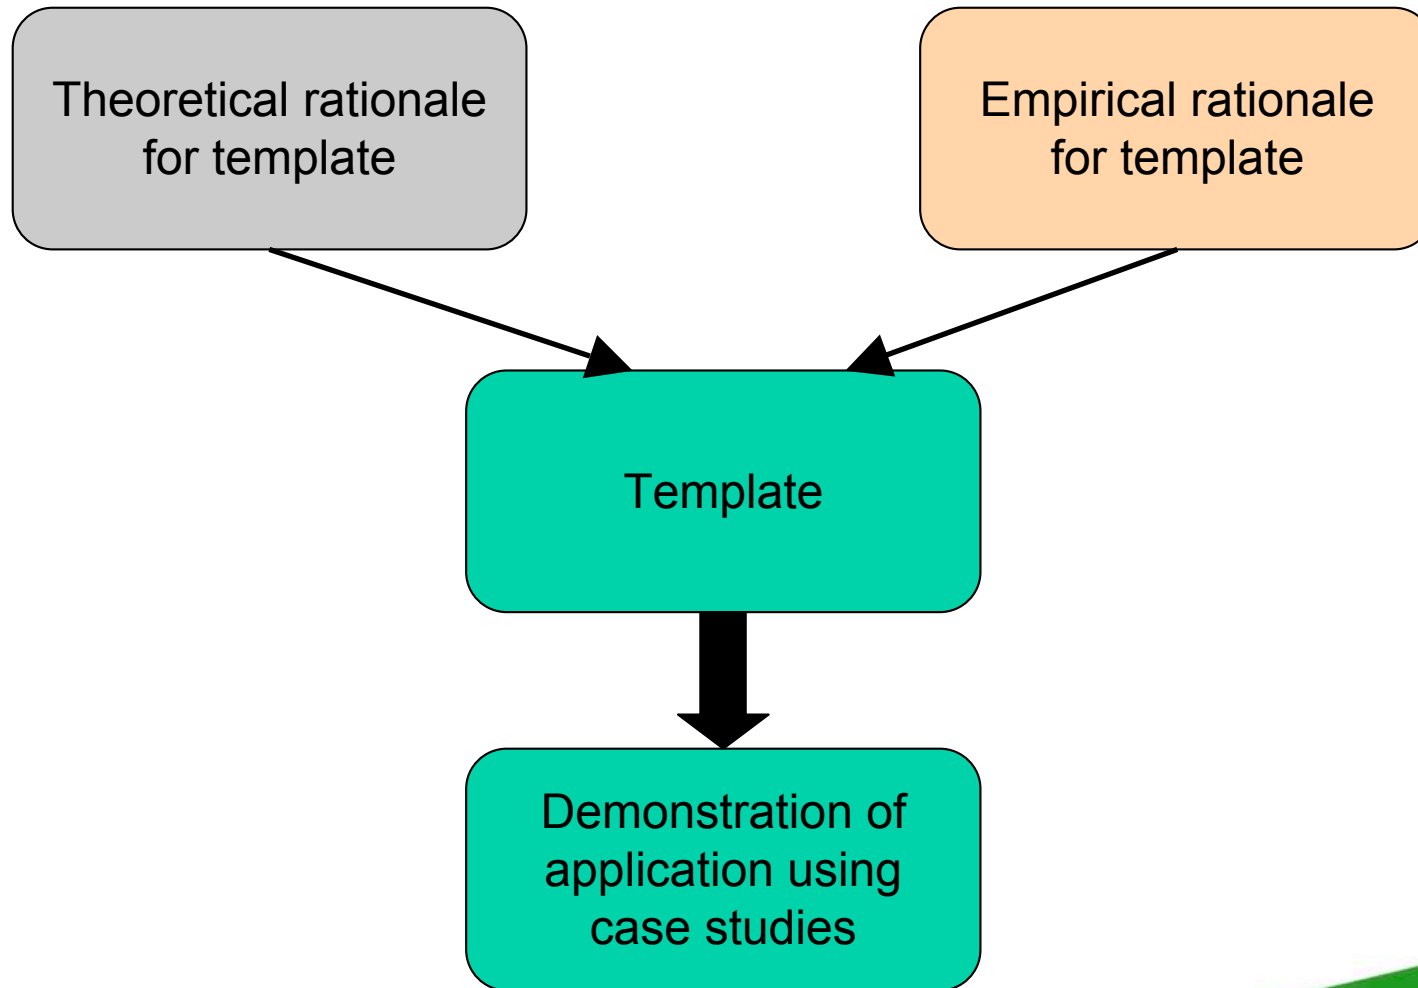 Theoretical rationale
for template
Empirical rationale
for template
Template
Demonstration of
application using
case studies